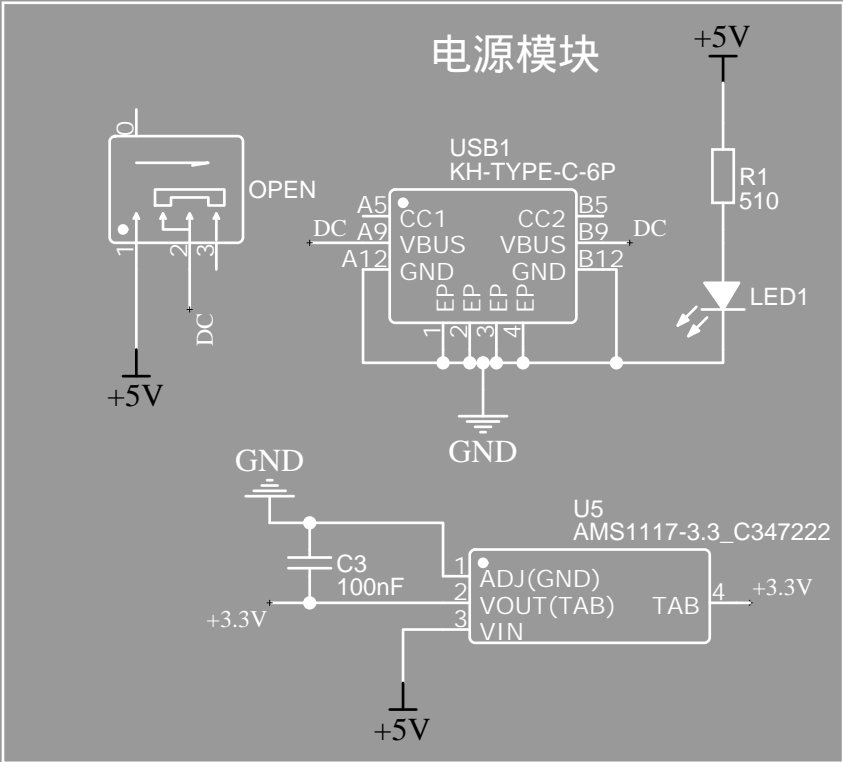 电源模块
+5V
0
OPEN
1
2
3
DC
+5V
USB1
KH-TYPE-C-6P
A5
CC1
CC2
B5
DC
A9
VBUS
VBUS
B9
DC
A12
GND
GND
B12
EP
EP
EP
EP
1
2
3
4
GND
R1
510
LED1
GND
C3
100nF
+3.3V
U5
AMS1117-3.3_C347222
1
ADJ(GND)
2
VOUT(TAB)
TAB
4
+3.3V
3
VIN
+5V